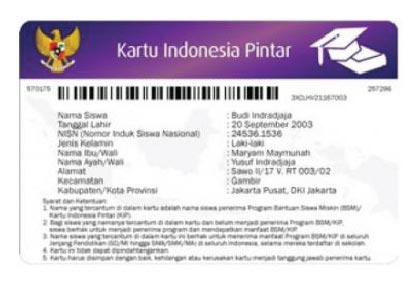 Kartu Indonesia Pintar
570175
257296
3XCLHV21167003
Nama Siswa : Budi Indradjaja
Tanggal Lahir : 20 September 2003
NISN (Nomor Induk Siswa Nasional) : 24536.1536
Jenis Kelamin : Laki-laki
Nama Ibu/Wali : Maryam Maymunah
Nama Ayah/Wali : Yusuf Indradjaja
Alamat : Sawo II/17 V. RT 003/02
Kecamatan : Gambir
Kabupaten/Kota Provinsi : Jakarta Pusat, DKI Jakarta
Syarat dan Ketentuan:
1. Nama yang tercantum di dalam kartu adalah nama siswa penerima Program Bantuan Siswa Miskin (BSM)/
Kartu Indonesia Pintar (KIP).
2. Bagi siswa yang namanya tercantum di dalam kartu dan belum menjadi penerima Program BSM/KIP,
siswa berhak untuk menjadi penerima program dan mendapatkan manfaat BSM/KIP.
3. Nama siswa yang tercantum di dalam kartu ini berhak untuk menerima manfaat Program BSM/KIP di seluruh
Jenjang Pendidikan (SD/MI hingga SMA/SMK/MA) di seluruh Indonesia, selama mereka terdaftar di sekolah.
4. Kartu ini tidak dapat dipindahtangankan.
5. Kartu harus disimpan dengan baik, kehilangan atau kerusakan kartu menjadi tanggung jawab penerima kartu.